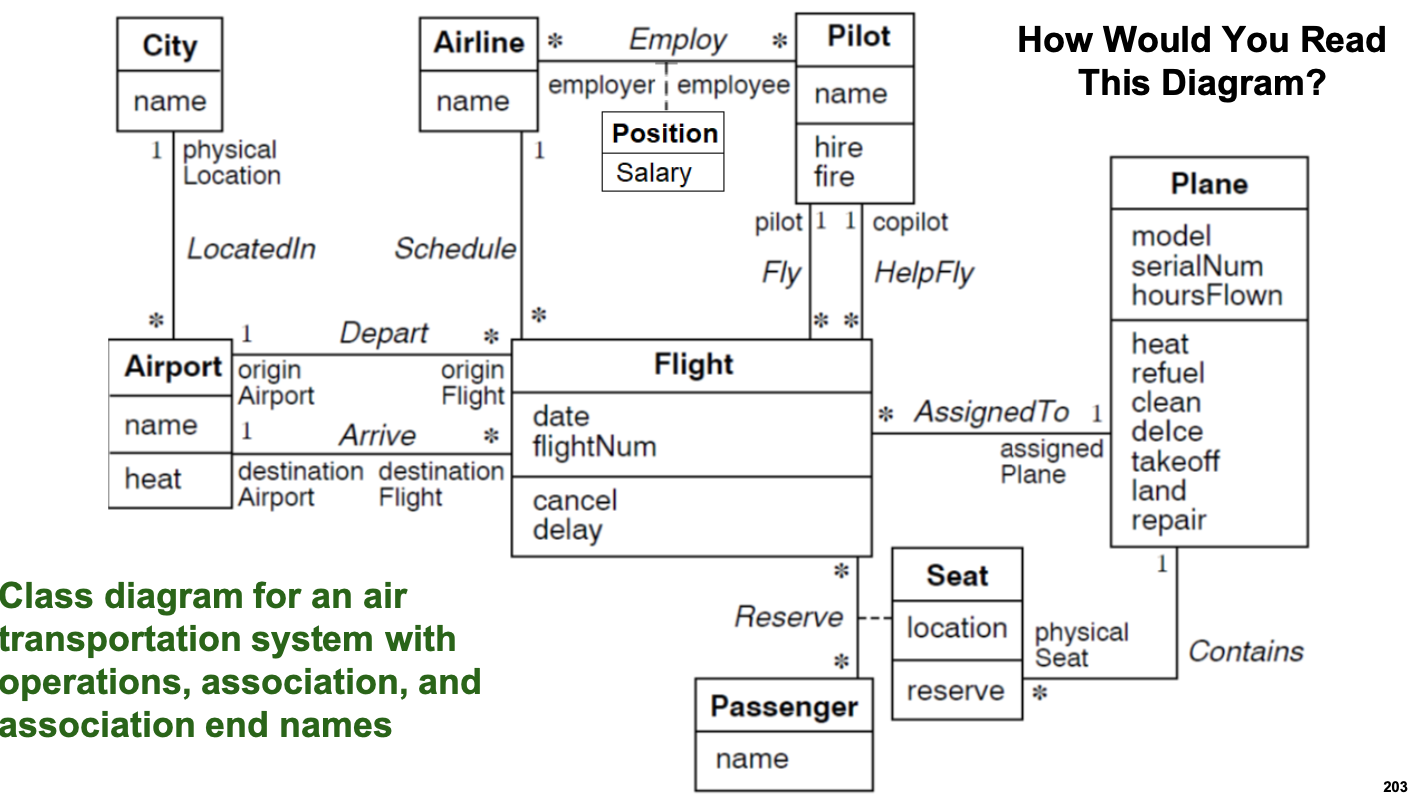 How Would You Read
This Diagram?
City
name
1
physical
Location
LocatedIn
*
Airline
name
1
Schedule
*
*
Employ
*
employer
employee
Position
Salary
Pilot
name
hire
fire
pilot
1
1
copilot
Fly
HelpFly
*
*
Plane
model
serialNum
hoursFlown
heat
refuel
clean
delce
takeoff
land
repair
Airport
name
heat
1
Depart
*
origin
Airport
origin
Flight
1
Arrive
*
destination
Airport
destination
Flight
Flight
date
flightNum
cancel
delay
*
AssignedTo
1
assigned
Plane
*
Reserve
*
Seat
location
reserve
physical
Seat
*
1
Contains
Passenger
name
Class diagram for an air
transportation system with
operations, association, and
association end names
203